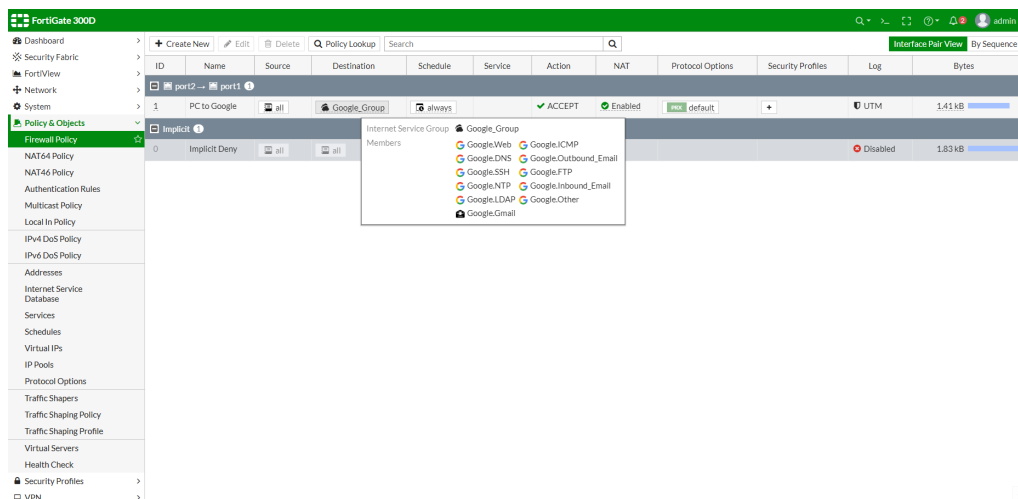 FortiGate 300D
2
admin
Dashboard
Security Fabric
FortiView
Network
System
Policy & Objects
Firewall Policy
NAT64 Policy
NAT46 Policy
Authentication Rules
Multicast Policy
Local In Policy
IPv4 DoS Policy
IPv6 DoS Policy
Addresses
Internet Service
Database
Services
Schedules
Virtual IPs
IP Pools
Protocol Options
Traffic Shapers
Traffic Shaping Policy
Traffic Shaping Profile
Virtual Servers
Health Check
Security Profiles
VPN
+ Create New Edit Delete Policy Lookup Search Interface Pair View By Sequence
ID Name Source Destination Schedule Service Action NAT Protocol Options Security Profiles Log Bytes
port2 → port1 1
1 PC to Google all Google_Group always ACCEPT Enabled PRX default + UTM 1.41 kB
Implicit 1
0 Implicit Deny all all Disabled 1.83 kB
Internet Service Group Google_Group
Members Google.Web Google.ICMP
Google.DNS Google.Outbound_Email
Google.SSH Google.FTP
Google.NTP Google.Inbound_Email
Google.LDAP Google.Other
Google.Gmail